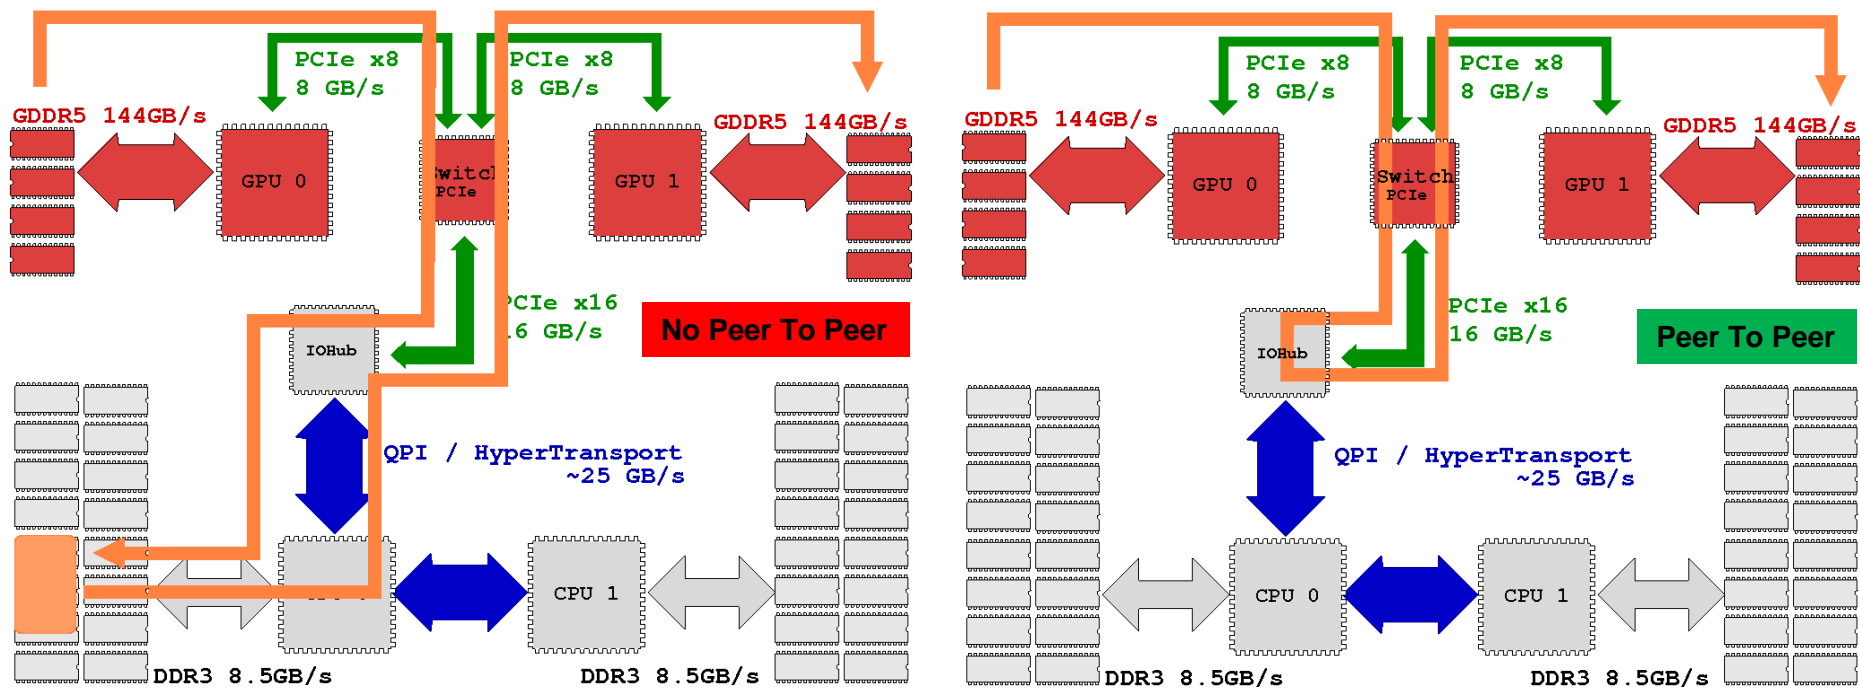 PCIe x8
8 GB/s
PCIe x8
8 GB/s
GDDR5 144GB/s
GDDR5 144GB/s
GPU 0
Switch
PCIe
GPU 1
PCIe x16
16 GB/s
No Peer To Peer
IOHub
QPI / HyperTransport
~25 GB/s
CPU 1
DDR3 8.5GB/s
DDR3 8.5GB/s
PCIe x8
8 GB/s
PCIe x8
8 GB/s
GDDR5 144GB/s
GDDR5 144GB/s
GPU 0
Switch
PCIe
GPU 1
PCIe x16
16 GB/s
Peer To Peer
IOHub
QPI / HyperTransport
~25 GB/s
CPU 0
CPU 1
DDR3 8.5GB/s
DDR3 8.5GB/s